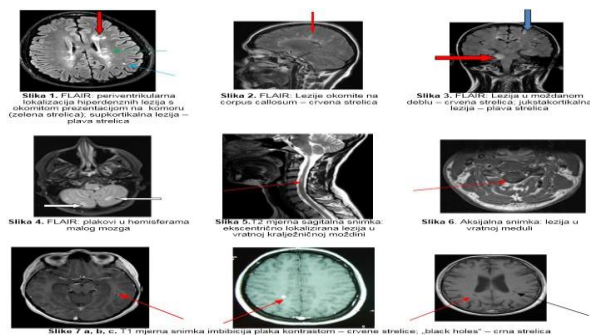 Slika 1. FLAIR: periventrikularna
lokalizacija hiperdenznih lezija s
okomitom prezentacijom na komoru
(zelena strelica); supkortikalna lezija –
plava strelica
Slika 2. FLAIR: Lezije okomite na
corpus callosum – crvena strelica
Slika 3. FLAIR: Lezija u moždanom
deblu – crvena strelica; jukstakortikalna
lezija – plava strelica
Slika 4. FLAIR: plakovi u hemisferama
malog mozga
Slika 5.T2 mjerna sagitalna snimka:
ekscentrično lokalizirana lezija u
vratnoj kralježničnoj moždini
Slika 6. Aksijalna snimka: lezija u
vratnoj meduli
Slike 7 a, b, c. T1 mjerna snimka imbibicija plaka kontrastom – crvene strelice; „black holes" – crna strelica